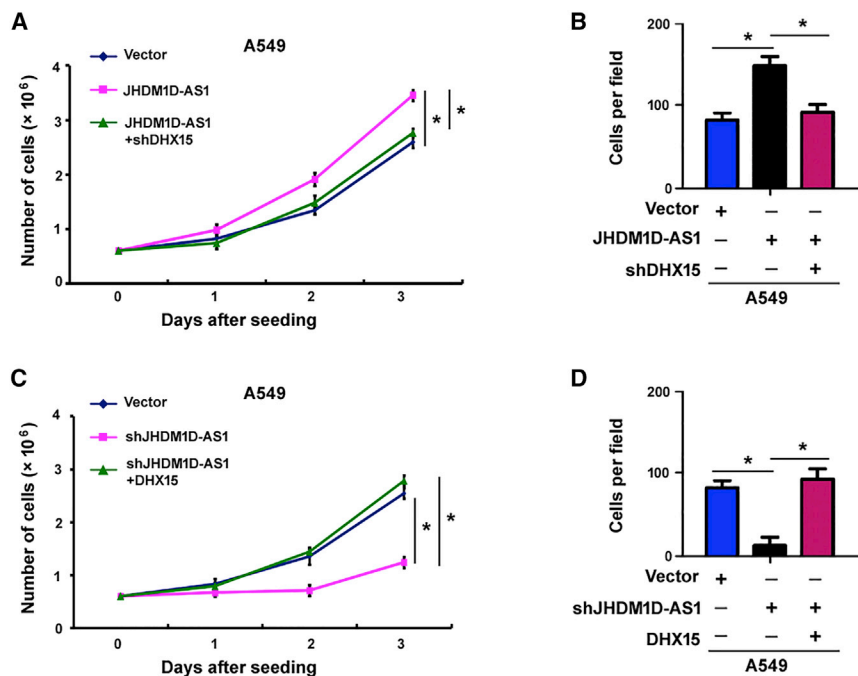 A
A549
Vector
JHDM1D-AS1
JHDM1D-AS1
+shDHX15
Number of cells (× 10⁶)
4
3
2
1
0
0 1 2 3
Days after seeding
*
*
B
Cells per field
200
100
0
* *
Vector + – –
JHDM1D-AS1 – + +
shDHX15 – – +
A549
C
A549
Vector
shJHDM1D-AS1
shJHDM1D-AS1
+DHX15
Number of cells (× 10⁶)
4
3
2
1
0
0 1 2 3
Days after seeding
*
*
D
Cells per field
200
100
0
* *
Vector + – –
shJHDM1D-AS1 – + +
DHX15 – – +
A549